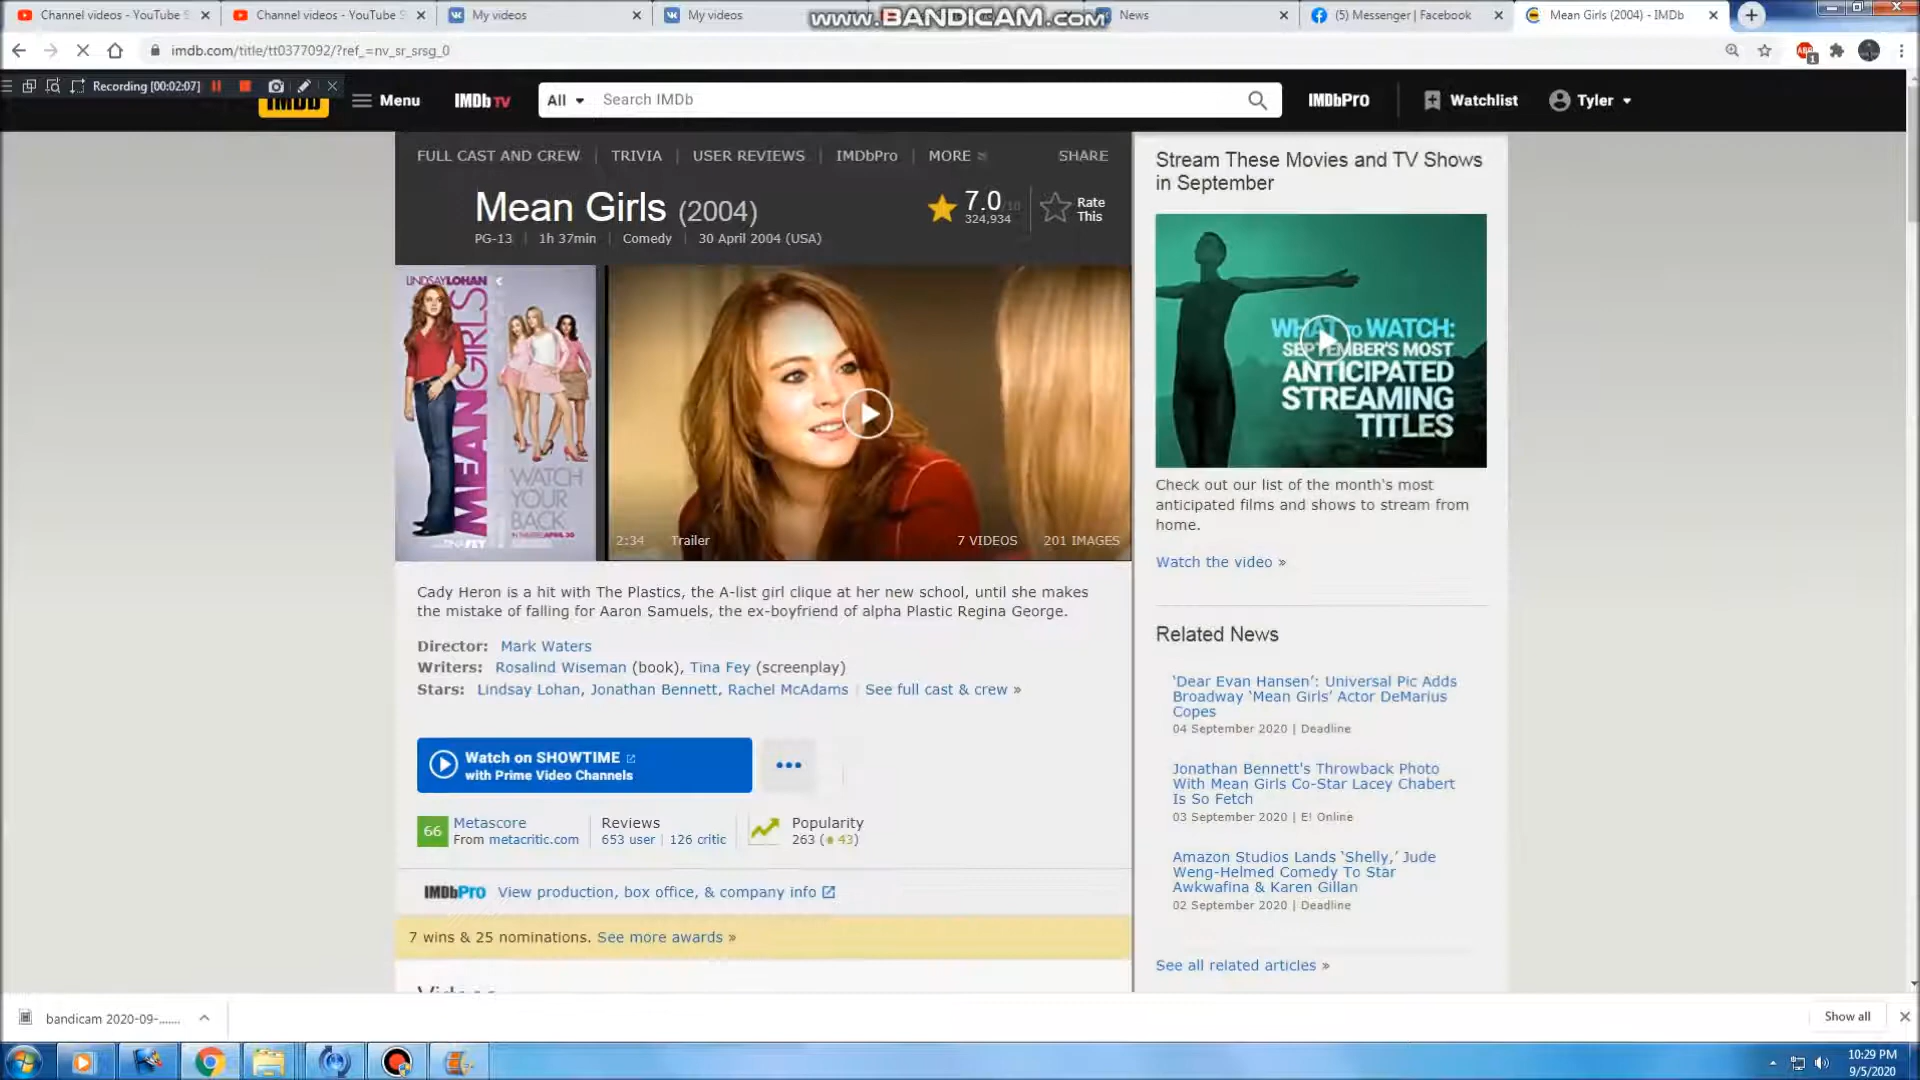 Channel videos - YouTube S
Channel videos - YouTube S
My videos
My videos
www.BANDICAM.com
News
(5) Messenger | Facebook
Mean Girls (2004) - IMDb
imdb.com/title/tt0377092/?ref_=nv_sr_srsg_0
Recording [00:02:07]
IMDb
Menu
IMDb TV
All
Search IMDb
IMDbPRO
Watchlist
Tyler
FULL CAST AND CREW | TRIVIA | USER REVIEWS | IMDbPro | MORE
SHARE
Mean Girls (2004)
7.0/10
324,934
Rate This
PG-13 | 1h 37min | Comedy | 30 April 2004 (USA)
LINDSAY LOHAN
MEAN GIRLS
WATCH
YOUR
BACK
2:34 Trailer
7 VIDEOS
201 IMAGES
Cady Heron is a hit with The Plastics, the A-list girl clique at her new school, until she makes
the mistake of falling for Aaron Samuels, the ex-boyfriend of alpha Plastic Regina George.
Director: Mark Waters
Writers: Rosalind Wiseman (book), Tina Fey (screenplay)
Stars: Lindsay Lohan, Jonathan Bennett, Rachel McAdams | See full cast & crew »
Watch on SHOWTIME
with Prime Video Channels
66
Metascore
From metacritic.com
Reviews
653 user | 126 critic
Popularity
263 (43)
IMDbPro View production, box office, & company info
7 wins & 25 nominations. See more awards »
Videos
Stream These Movies and TV Shows
in September
WHAT TO WATCH:
SEPTEMBER'S MOST
ANTICIPATED
STREAMING
TITLES
Check out our list of the month's most
anticipated films and shows to stream from
home.
Watch the video »
Related News
‘Dear Evan Hansen’: Universal Pic Adds
Broadway ‘Mean Girls’ Actor DeMarius
Copes
04 September 2020 | Deadline
Jonathan Bennett's Throwback Photo
With Mean Girls Co-Star Lacey Chabert
Is So Fetch
03 September 2020 | E! Online
Amazon Studios Lands ‘Shelly,’ Jude
Weng-Helmed Comedy To Star
Awkwafina & Karen Gillan
02 September 2020 | Deadline
See all related articles »
bandicam 2020-09-......
Show all
10:29 PM
9/5/2020